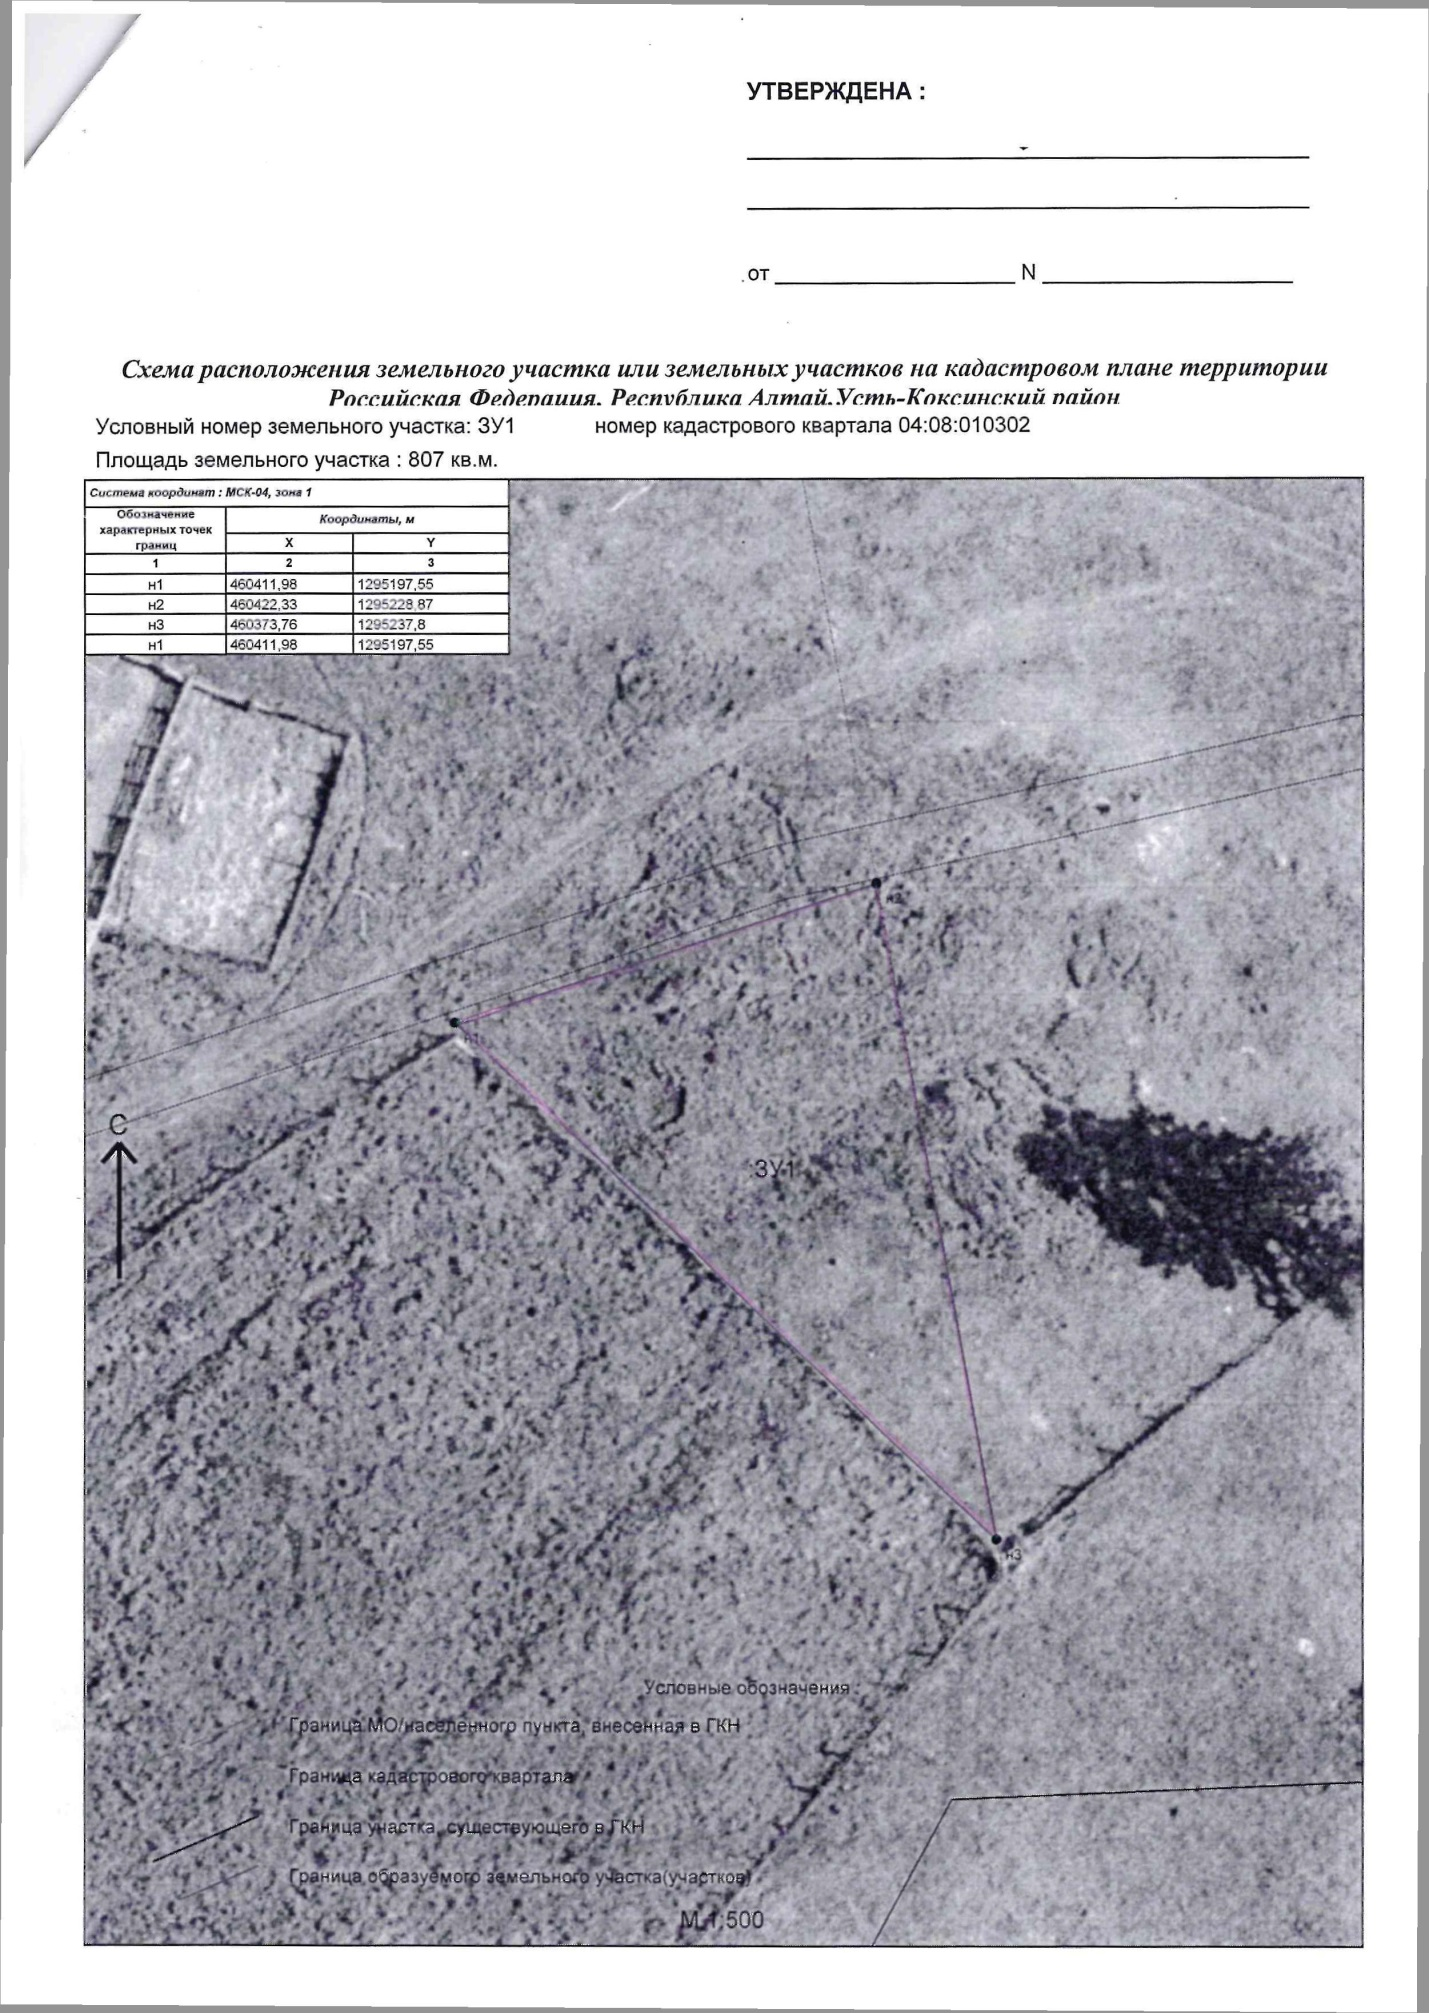 УТВЕРЖДЕНА :
от N
Схема расположения земельного участка или земельных участков на кадастровом плане территории
Российская Федерация, Республика Алтай, Усть-Коксинский район
Условный номер земельного участка: ЗУ1 номер кадастрового квартала 04:08:010302
Площадь земельного участка : 807 кв.м.
Система координат : МСК-04, зона 1
Обозначение характерных точек границ Координаты, м
X Y
1 2 3
н1 460411,98 1295197,55
н2 460422,33 1295228,87
н3 460373,76 1295237,8
н1 460411,98 1295197,55
н2
н1
С
:ЗУ1
н3
Условные обозначения :
Граница МО/населенного пункта, внесенная в ГКН
Граница кадастрового квартала
Граница участка, существующего в ГКН
Граница образуемого земельного участка(участков)
М 1:500